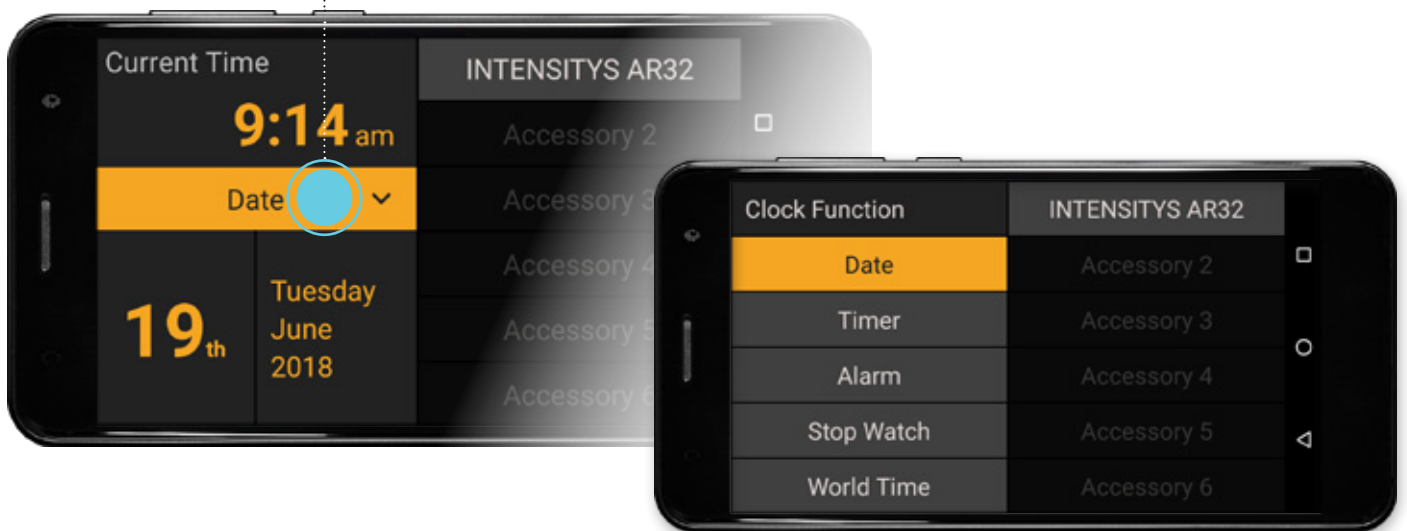 Current Time
9:14 am
Date
19th
Tuesday
June
2018
INTENSITYS AR32
Accessory 2
Accessory 3
Accessory 4
Accessory 5
Accessory 6
Clock Function
Date
Timer
Alarm
Stop Watch
World Time
INTENSITYS AR32
Accessory 2
Accessory 3
Accessory 4
Accessory 5
Accessory 6